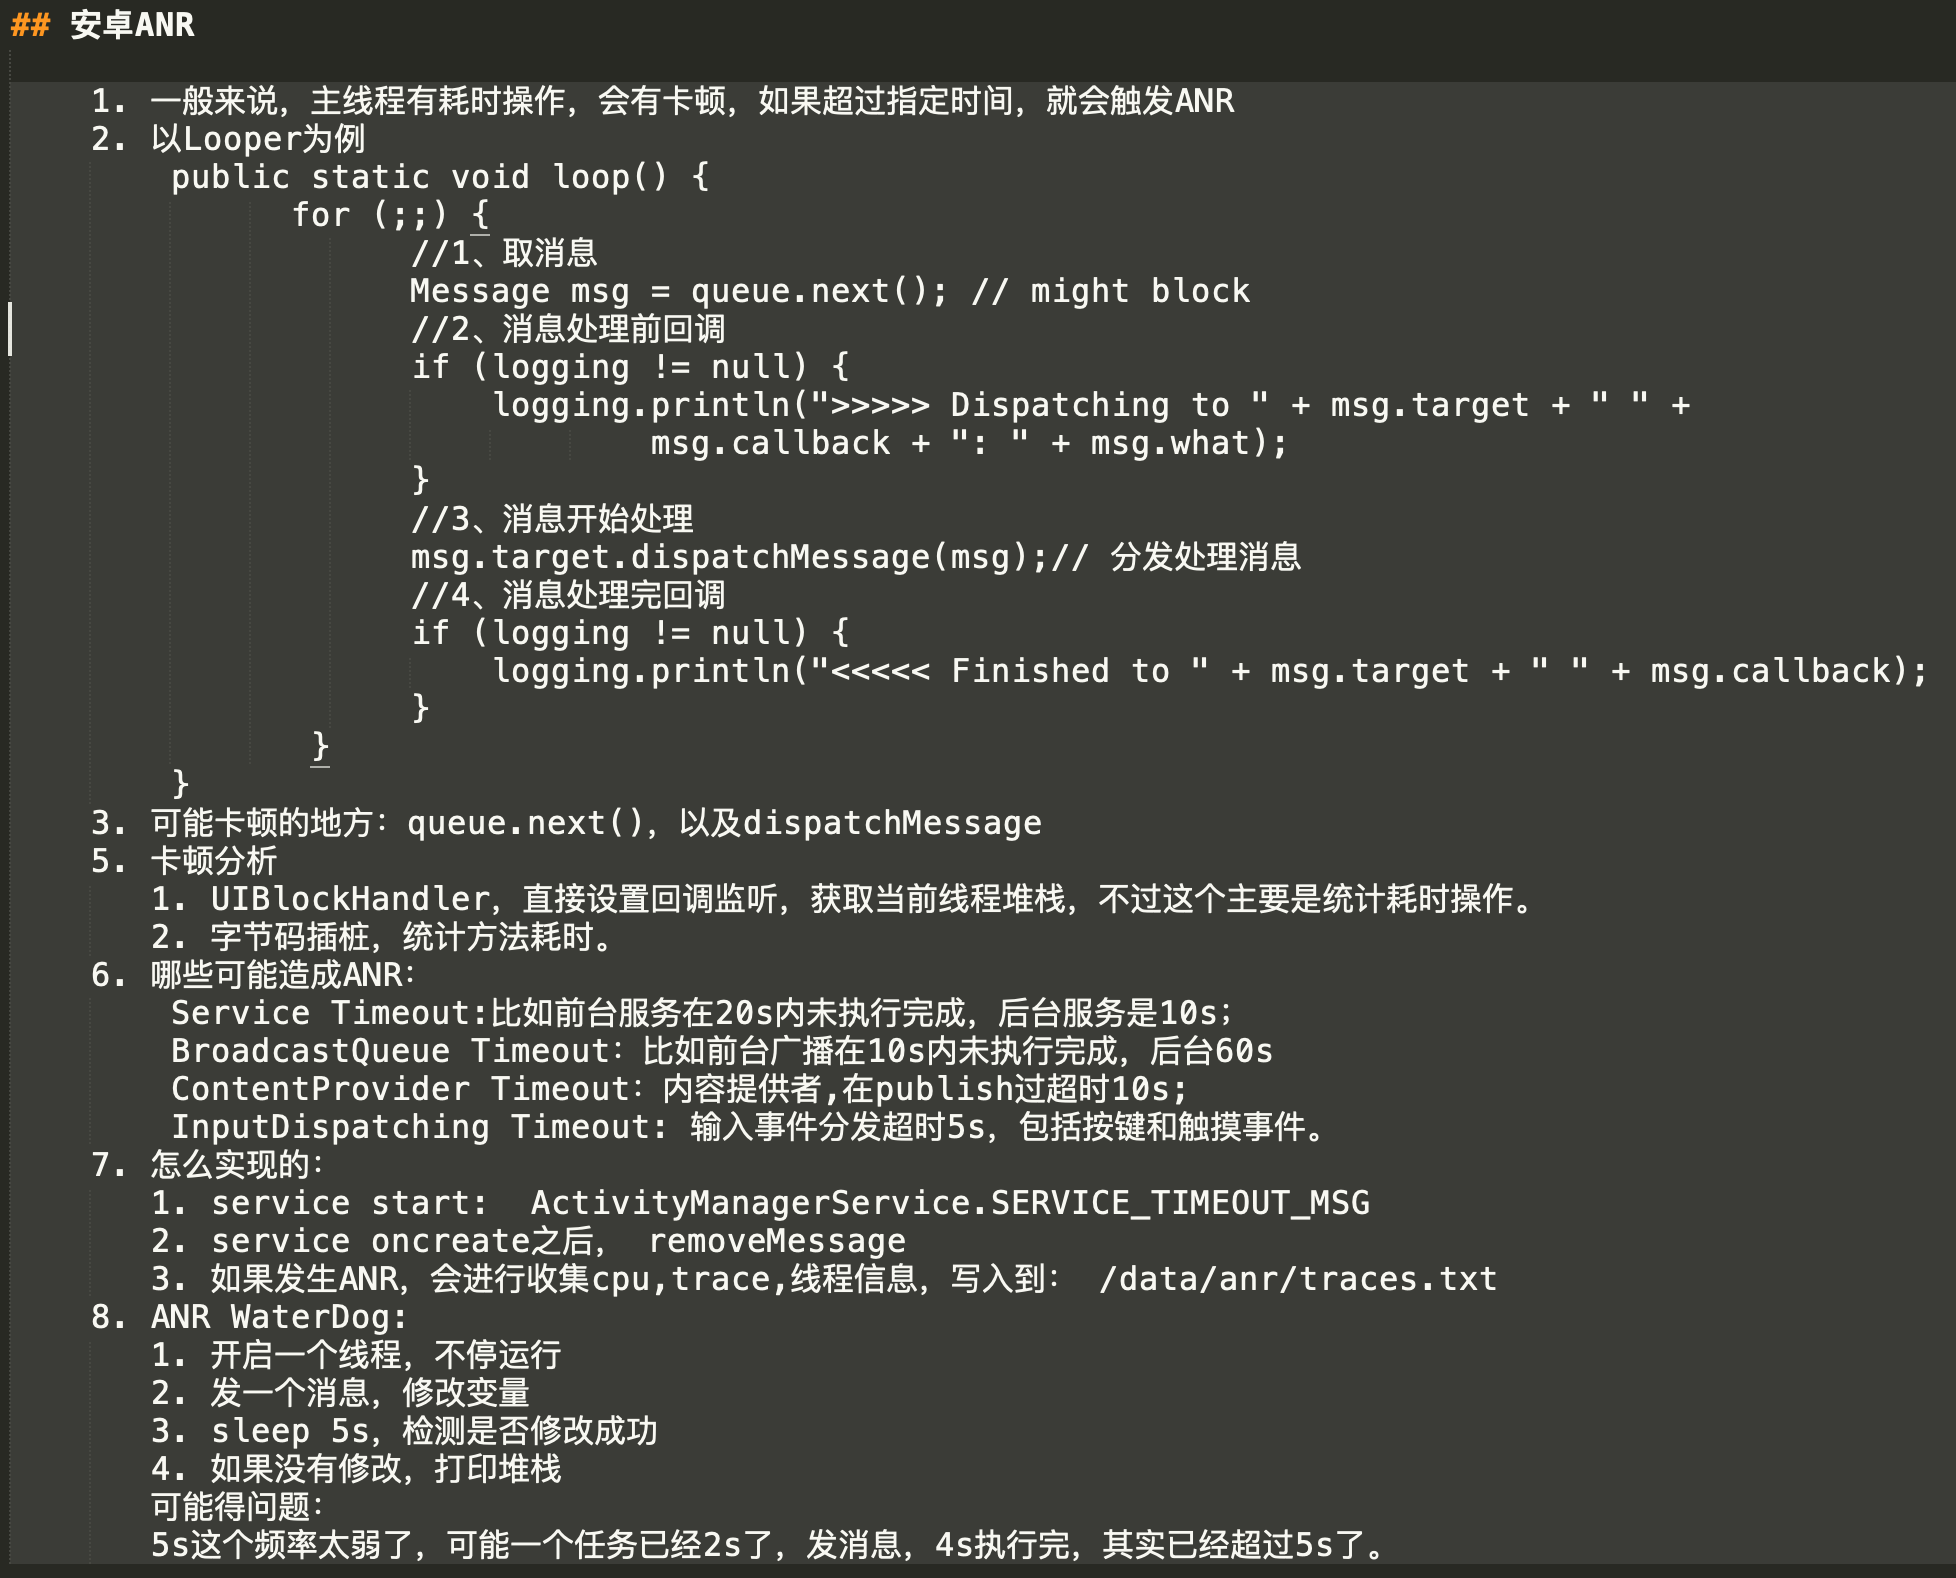 ## 安卓ANR
1. 一般来说，主线程有耗时操作，会有卡顿，如果超过指定时间，就会触发ANR
2. 以Looper为例
public static void loop() {
for (;;) {
//1、取消息
Message msg = queue.next(); // might block
//2、消息处理前回调
if (logging != null) {
logging.println(">>>>> Dispatching to " + msg.target + " " +
msg.callback + ": " + msg.what);
}
//3、消息开始处理
msg.target.dispatchMessage(msg);// 分发处理消息
//4、消息处理完回调
if (logging != null) {
logging.println("<<<<< Finished to " + msg.target + " " + msg.callback);
}
}
}
3. 可能卡顿的地方：queue.next()，以及dispatchMessage
5. 卡顿分析
1. UIBlockHandler，直接设置回调监听，获取当前线程堆栈，不过这个主要是统计耗时操作。
2. 字节码插桩，统计方法耗时。
6. 哪些可能造成ANR：
Service Timeout:比如前台服务在20s内未执行完成，后台服务是10s；
BroadcastQueue Timeout：比如前台广播在10s内未执行完成，后台60s
ContentProvider Timeout：内容提供者,在publish过超时10s;
InputDispatching Timeout: 输入事件分发超时5s，包括按键和触摸事件。
7. 怎么实现的：
1. service start:  ActivityManagerService.SERVICE_TIMEOUT_MSG
2. service oncreate之后， removeMessage
3. 如果发生ANR，会进行收集cpu,trace,线程信息，写入到： /data/anr/traces.txt
8. ANR WaterDog:
1. 开启一个线程，不停运行
2. 发一个消息，修改变量
3. sleep 5s，检测是否修改成功
4. 如果没有修改，打印堆栈
可能得问题：
5s这个频率太弱了，可能一个任务已经2s了，发消息，4s执行完，其实已经超过5s了。